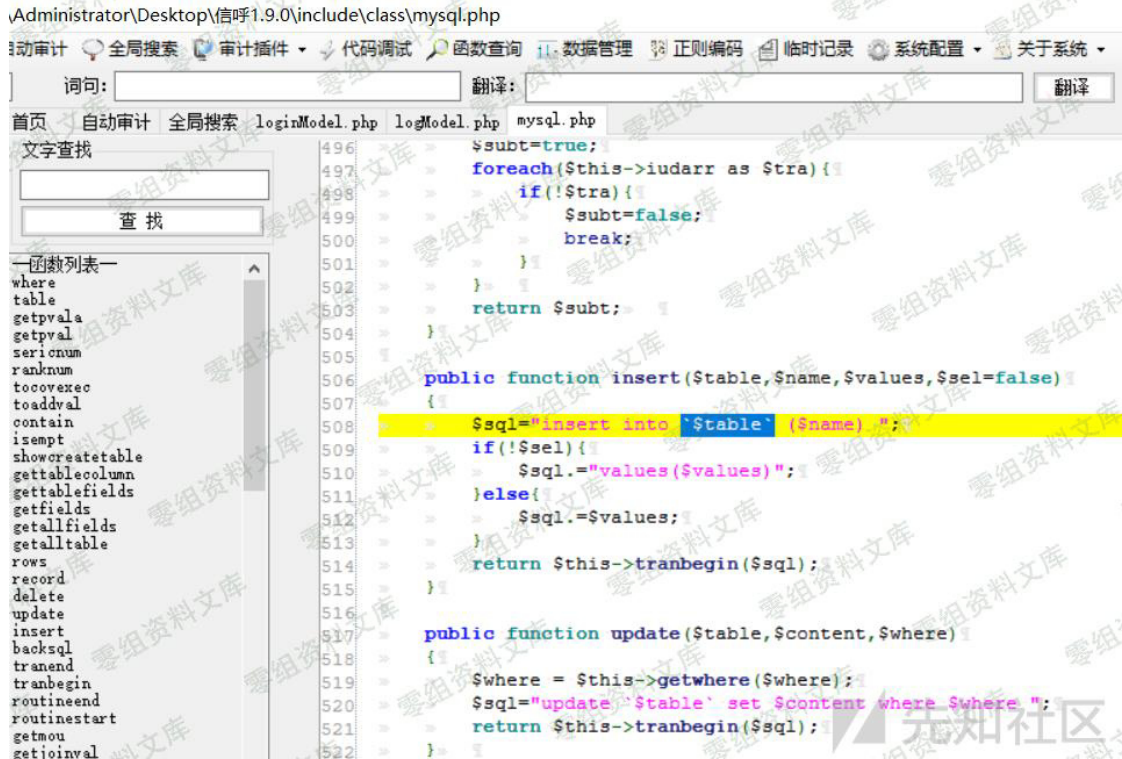 \Administrator\Desktop\信呼1.9.0\include\class\mysql.php
自动审计 全局搜索 审计插件 代码调试 函数查询 数据管理 正则编码 临时记录 系统配置 关于系统
词句: 翻译: 翻译
首页 自动审计 全局搜索 loginModel.php logModel.php mysql.php
文字查找
查 找
—函数列表—
where
table
getpvala
getpval
sericnum
ranknum
tocovexec
toaddval
contain
isempt
showcreatetable
gettablecolumn
gettablefields
getfields
getallfields
getalltable
rows
record
delete
update
insert
backsql
tranend
tranbegin
routineend
routinestart
getmou
getjoinval
496 $subt=true;
497 foreach($this->iudarr as $tra){
498 if(!$tra){
499 $subt=false;
500 break;
501 }
502 }
503 return $subt;
504 }
505
506 public function insert($table,$name,$values,$sel=false)
507 {
508 $sql="insert into `$table` ($name) ";
509 if(!$sel){
510 $sql.="values($values)";
511 }else{
512 $sql.=$values;
513 }
514 return $this->tranbegin($sql);
515 }
516
517 public function update($table,$content,$where)
518 {
519 $where = $this->getwhere($where);
520 $sql="update `$table` set $content where $where ";
521 return $this->tranbegin($sql);
522 }
先知社区
零组资料文库